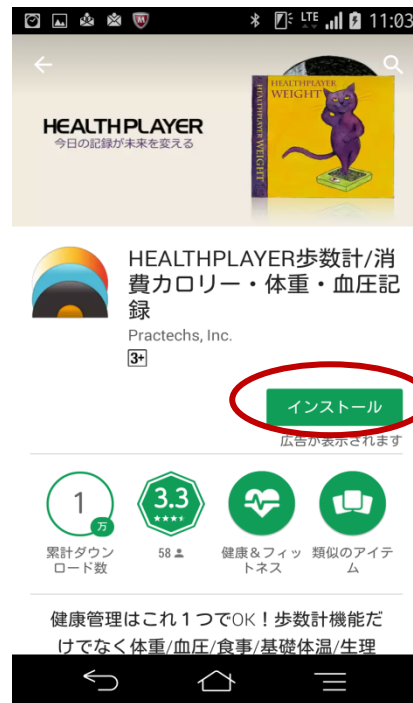 LTE 11:03
HEALTHPLAYER
WEIGHT
HEALTHPLAYER WEIGHT
HEALTHPLAYER
今日の記録が未来を変える
HEALTHPLAYER歩数計/消
費カロリー・体重・血圧記
録
Practechs, Inc.
3+
インストール
広告が表示されます
1
万
3.3
累計ダウン
ロード数
58
健康&フィッ
トネス
類似のアイテ
ム
健康管理はこれ1つでOK！歩数計機能だ
けでなく体重/血圧/食事/基礎体温/生理